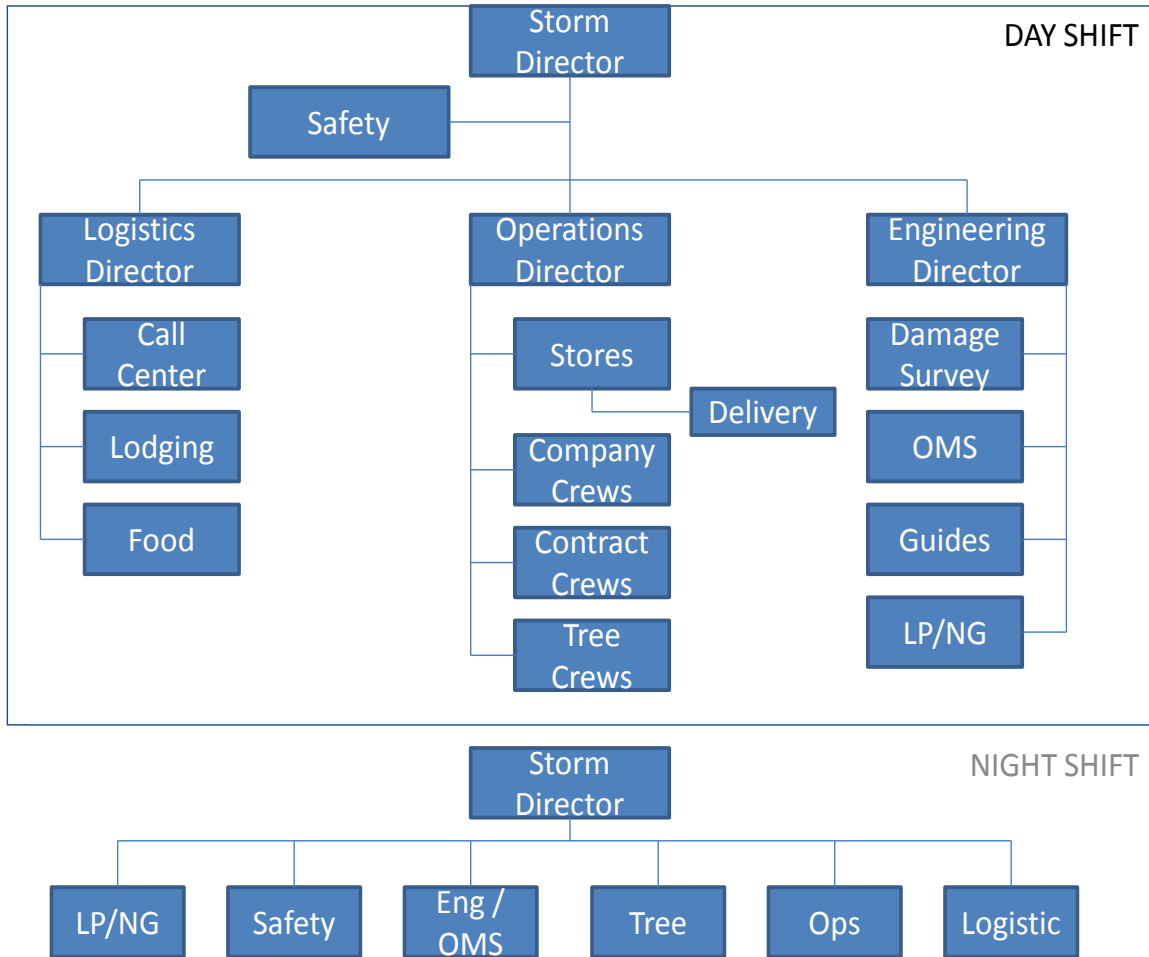 Storm
Director
DAY SHIFT
Safety
Logistics
Director
Operations
Director
Engineering
Director
Call
Center
Stores
Damage
Survey
Delivery
Lodging
Company
Crews
OMS
Food
Contract
Crews
Guides
Tree
Crews
LP/NG
NIGHT SHIFT
Storm
Director
LP/NG
Safety
Eng /
OMS
Tree
Ops
Logistic